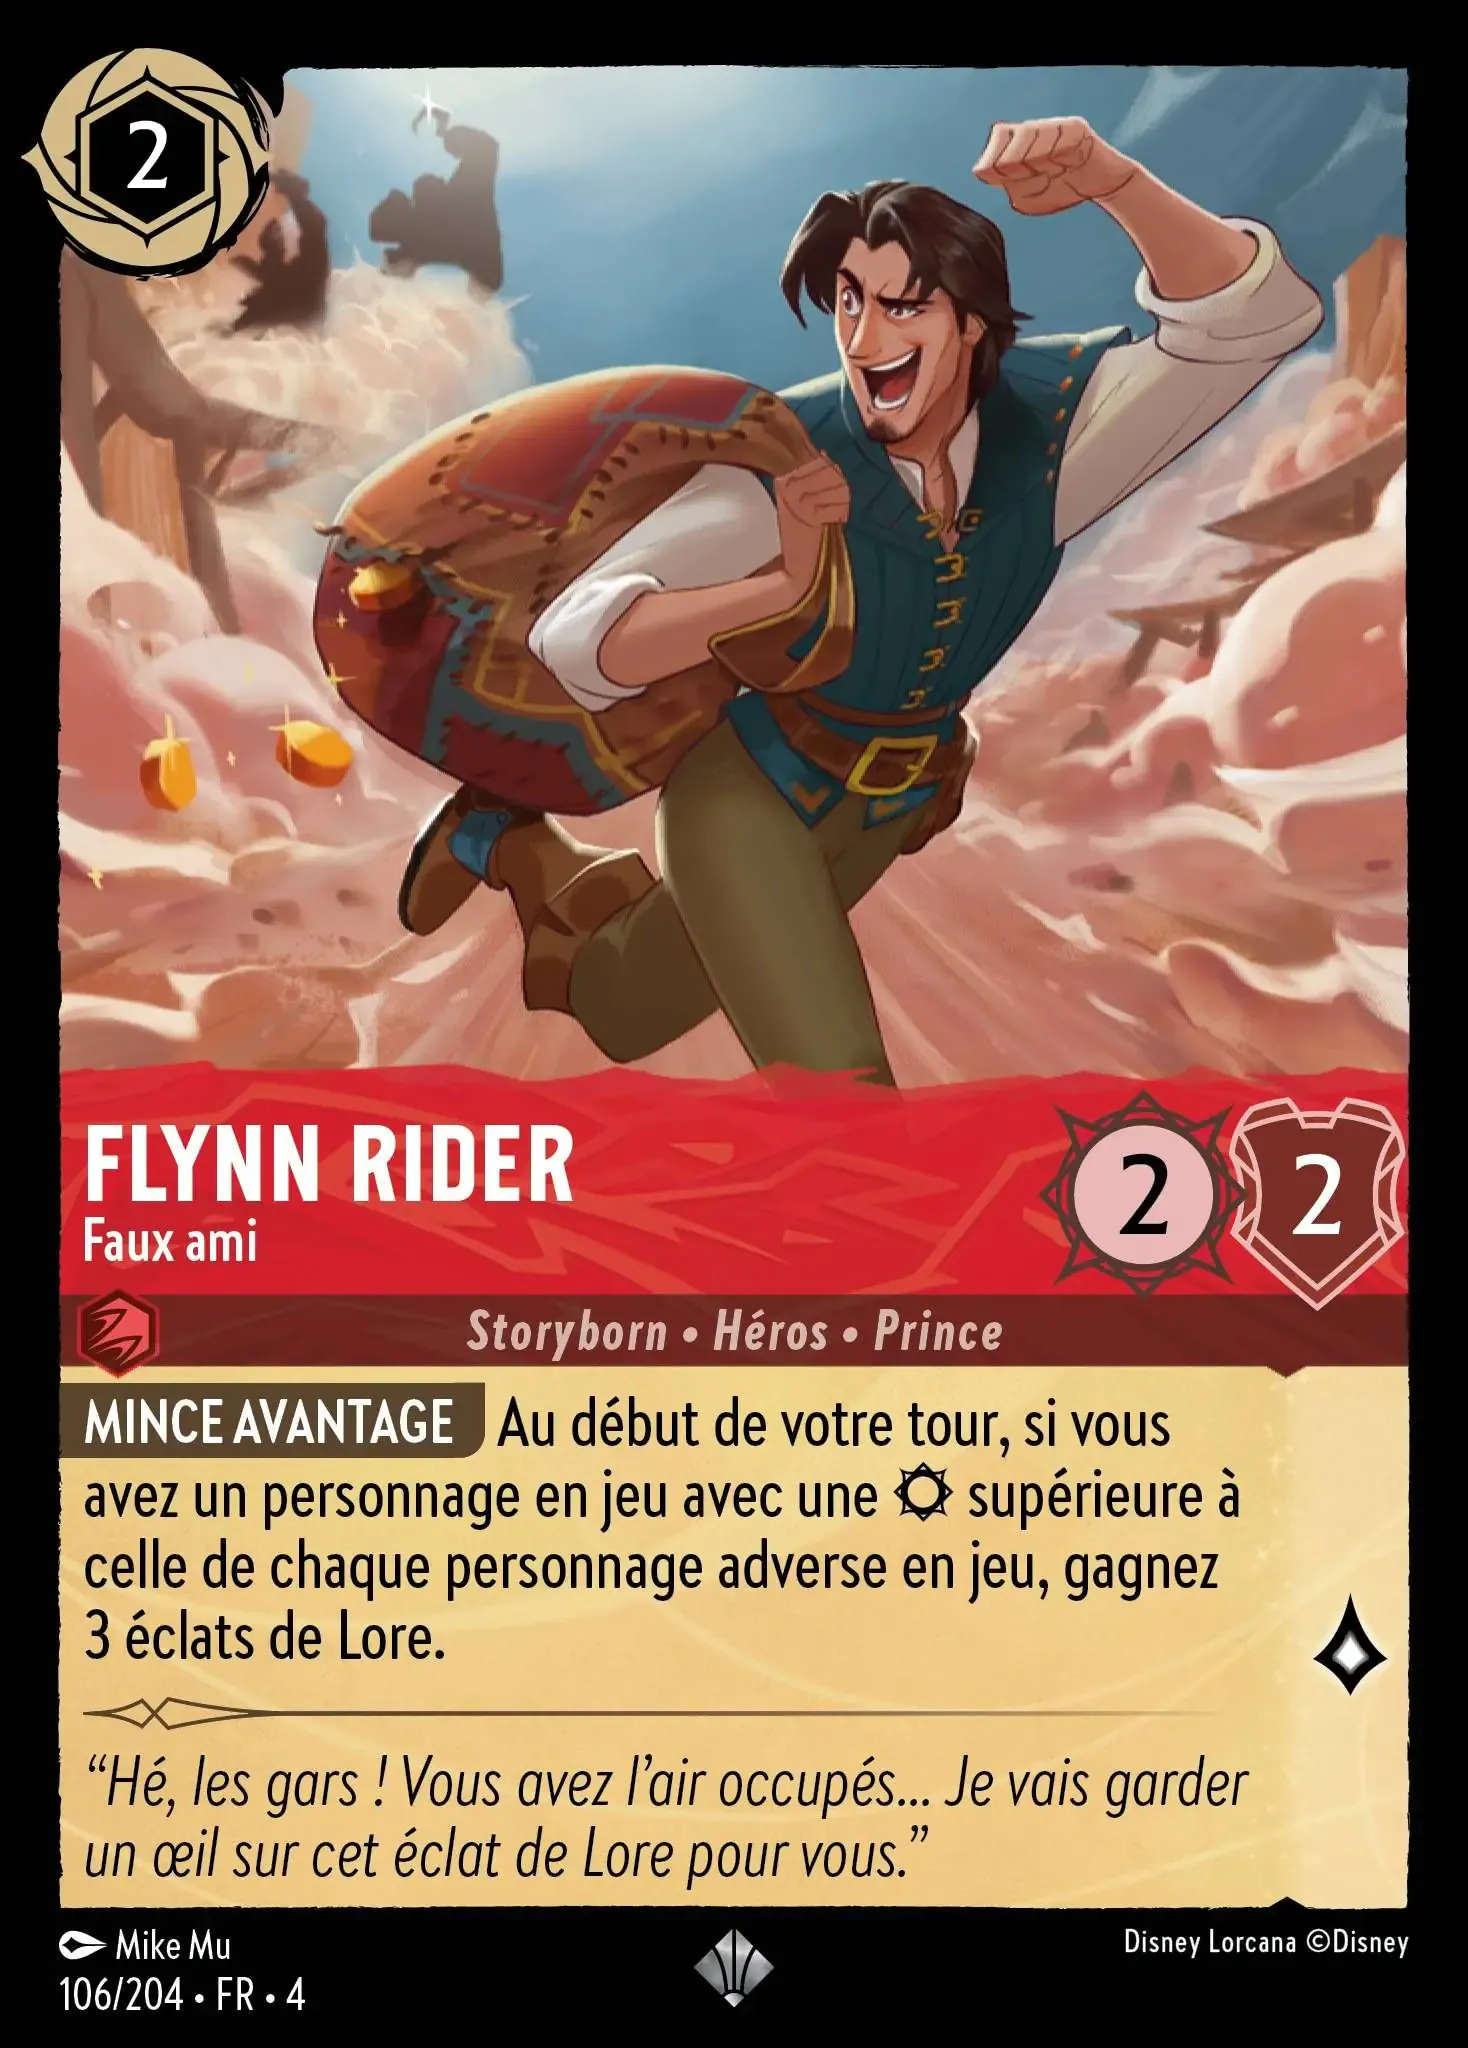 2
FLYNN RIDER
Faux ami
2
2
Storyborn • Héros • Prince
MINCE AVANTAGE Au début de votre tour, si vous
avez un personnage en jeu avec une supérieure à
celle de chaque personnage adverse en jeu, gagnez
3 éclats de Lore.
“Hé, les gars ! Vous avez l’air occupés... Je vais garder
un œil sur cet éclat de Lore pour vous.”
Mike Mu
Disney Lorcana ©Disney
106/204 • FR • 4